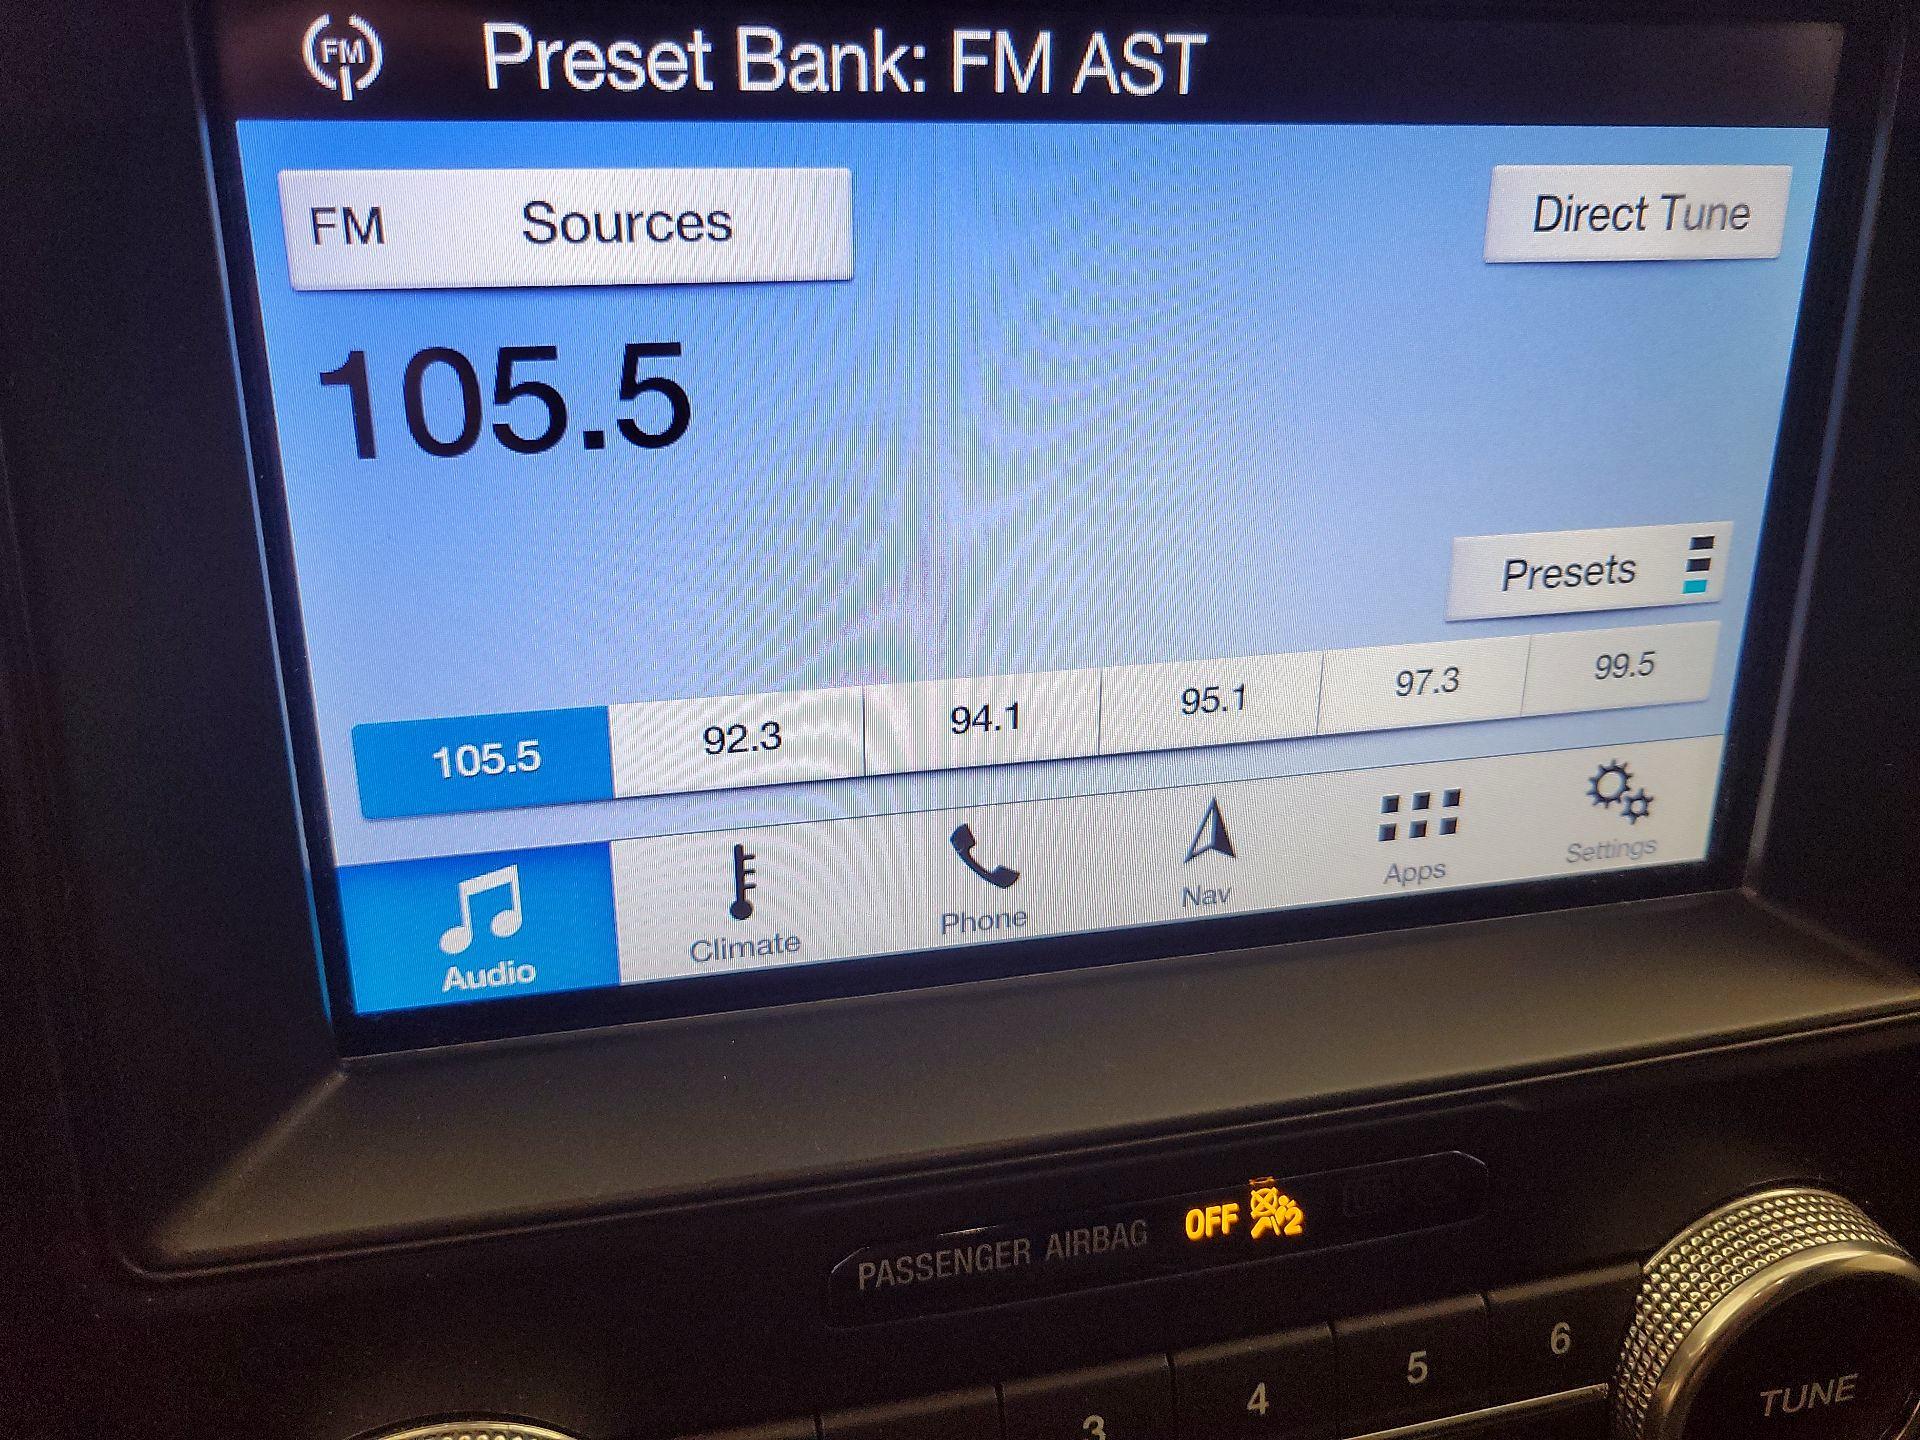 FM Preset Bank: FM AST
FM Sources Direct Tune
105.5
Presets
105.5 92.3 94.1 95.1 97.3 99.5
Audio Climate Phone Nav Apps Settings
PASSENGER AIRBAG OFF 2
3 4 5 6
TUNE